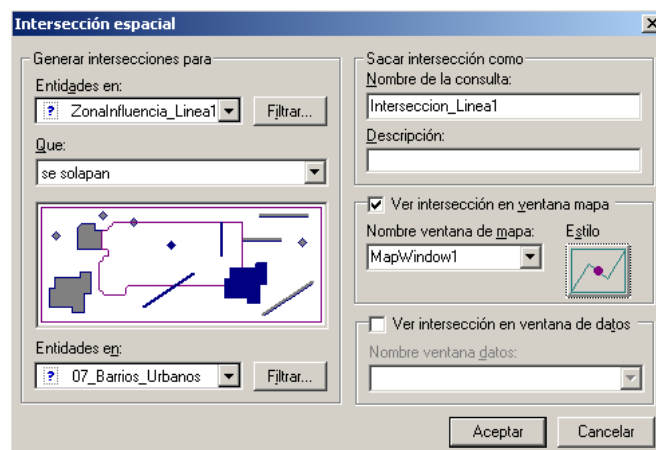 Intersección espacial
Generar intersecciones para
Entidades en:
ZonaInfluencia_Linea1
Filtrar...
Que:
se solapan
Entidades en:
07_Barrios_Urbanos
Filtrar...
Sacar intersección como
Nombre de la consulta:
Interseccion_Linea1
Descripción:
Ver intersección en ventana mapa
Nombre ventana de mapa:
Estilo
MapWindow1
Ver intersección en ventana de datos
Nombre ventana datos:
Aceptar
Cancelar